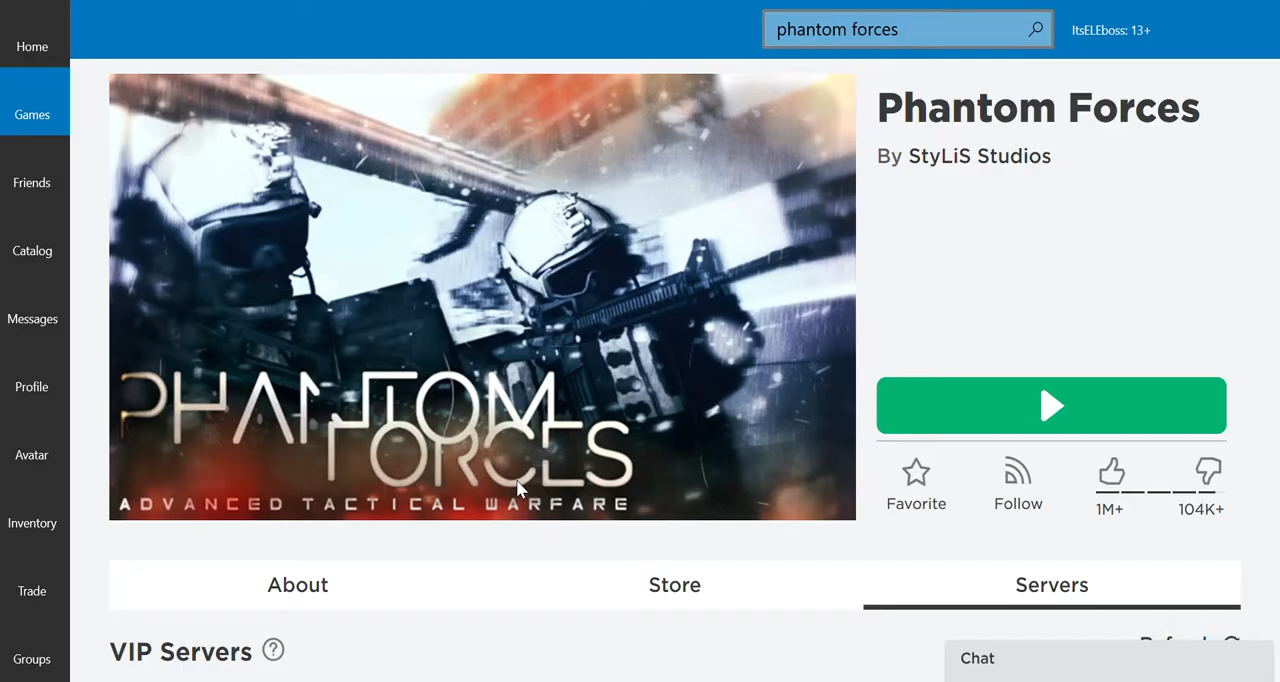 Home
Games
Friends
Catalog
Messages
Profile
Avatar
Inventory
Trade
Groups
phantom forces
ItsELEboss: 13+
PHANTOM
FORCES
ADVANCED TACTICAL WARFARE
Phantom Forces
By StyLiS Studios
Favorite
Follow
1M+
104K+
About
Store
Servers
VIP Servers
Chat